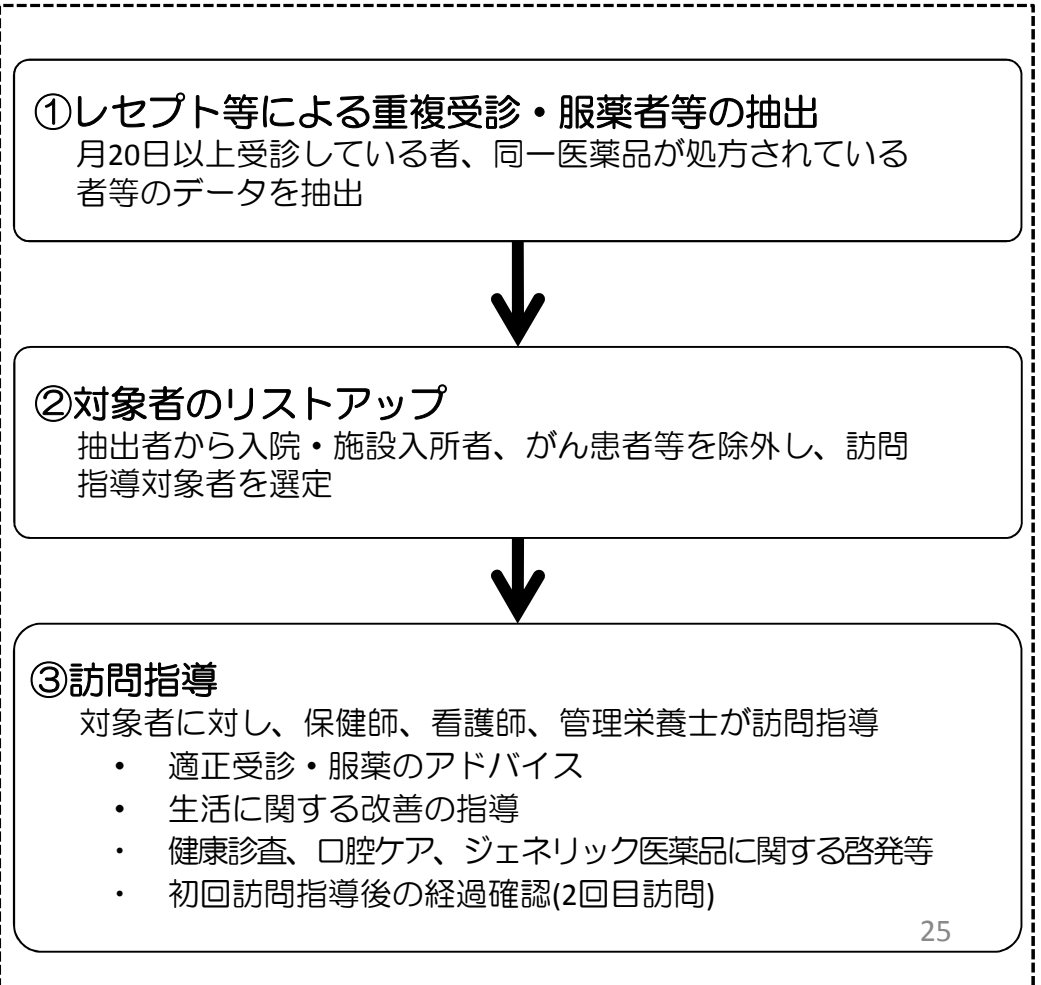 ①レセプト等による重複受診・服薬者等の抽出
月20日以上受診している者、同一医薬品が処方されている
者等のデータを抽出
②対象者のリストアップ
抽出者から入院・施設入所者、がん患者等を除外し、訪問
指導対象者を選定
③訪問指導
対象者に対し、保健師、看護師、管理栄養士が訪問指導
• 適正受診・服薬のアドバイス
• 生活に関する改善の指導
・ 健康診査、口腔ケア、ジェネリック医薬品に関する啓発等
・ 初回訪問指導後の経過確認(2回目訪問)
25